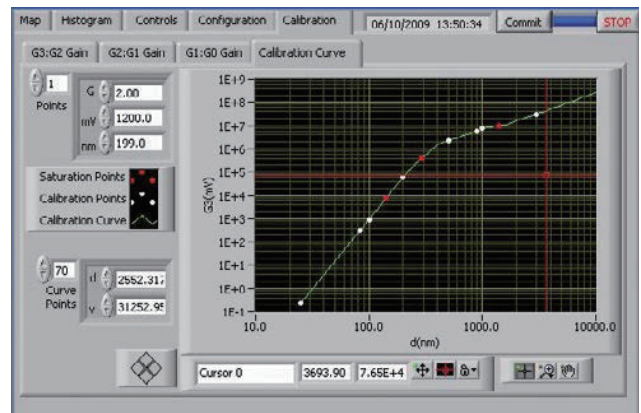 Map Histogram Controls Configuration Calibration 06/10/2009 13:50:34 Commit STOP
G3:G2 Gain G2:G1 Gain G1:G0 Gain Calibration Curve
1 Points
G 2.00
mV 1200.0
nm 199.0
Saturation Points
Calibration Points
Calibration Curve
70 Curve Points
d 2552.317
v 31252.95
G3(mV)
1E+9
1E+8
1E+7
1E+6
1E+5
1E+4
1E+3
1E+2
1E+1
1E+0
1E-1
10.0 100.0 1000.0 10000.0
d(nm)
Cursor 0 3693.90 7.65E+4